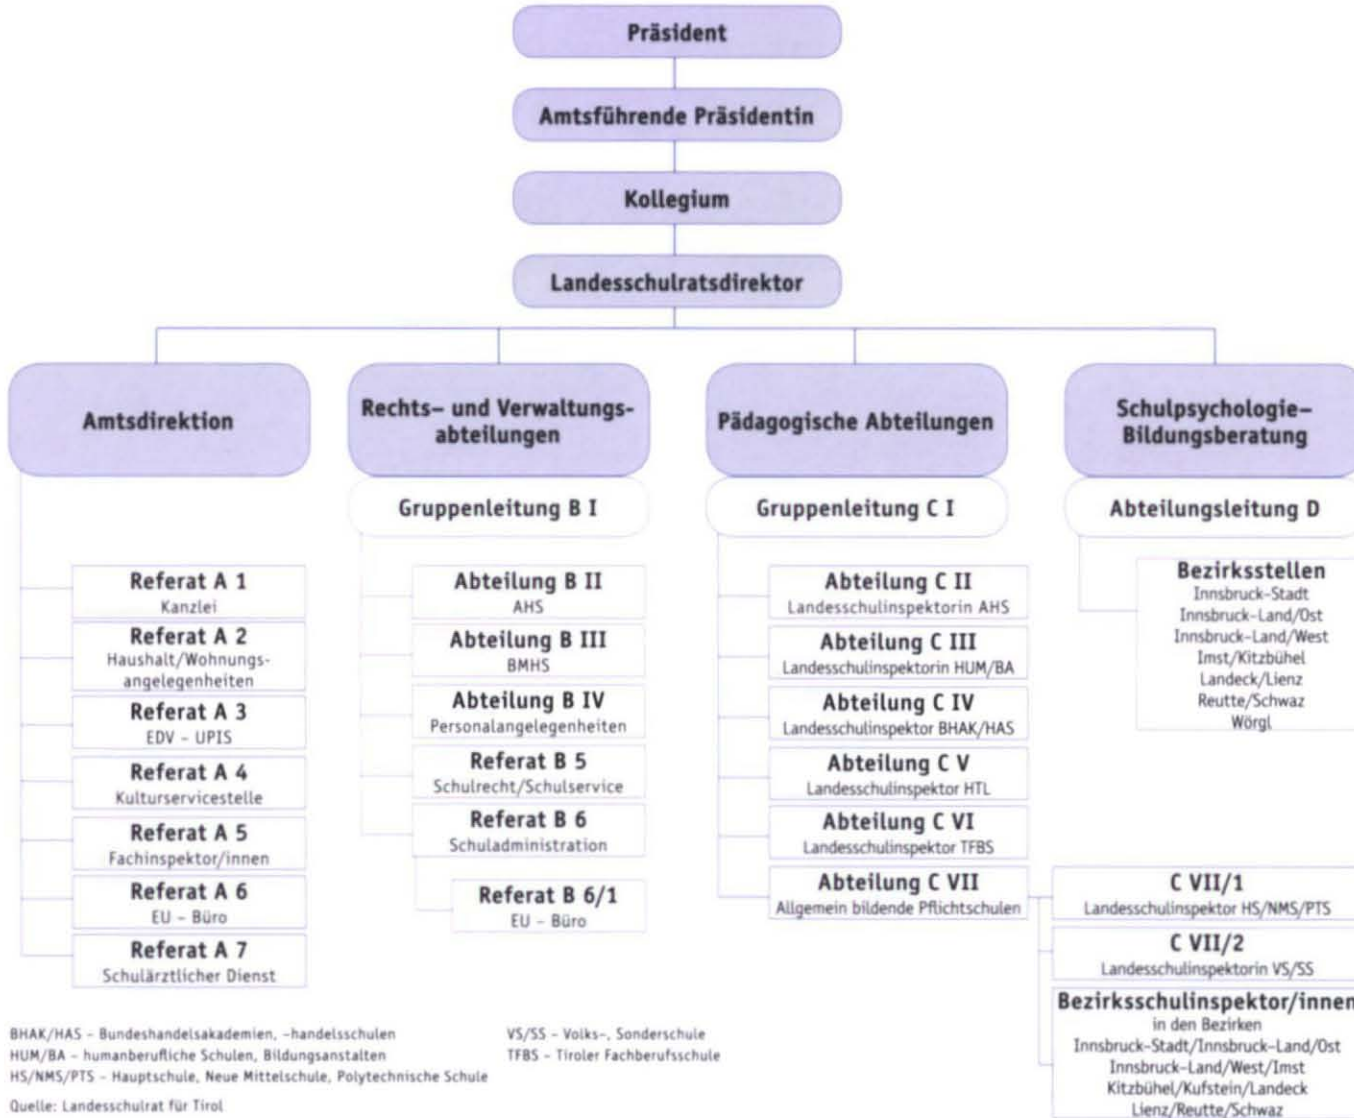 Präsident
Amtsführende Präsidentin
Kollegium
Landesschulratsdirektor
Amtsdirektion
Referat A 1
Kanzlei
Referat A 2
Haushalt/Wohnungs-
angelegenheiten
Referat A 3
EDV – UPIS
Referat A 4
Kulturservicestelle
Referat A 5
Fachinspektor/innen
Referat A 6
EU – Büro
Referat A 7
Schulärztlicher Dienst
Rechts– und Verwaltungs-
abteilungen
Gruppenleitung B I
Abteilung B II
AHS
Abteilung B III
BMHS
Abteilung B IV
Personalangelegenheiten
Referat B 5
Schulrecht/Schulservice
Referat B 6
Schuladministration
Referat B 6/1
EU – Büro
Pädagogische Abteilungen
Gruppenleitung C I
Abteilung C II
Landesschulinspektorin AHS
Abteilung C III
Landesschulinspektorin HUM/BA
Abteilung C IV
Landesschulinspektor BHAK/HAS
Abteilung C V
Landesschulinspektor HTL
Abteilung C VI
Landesschulinspektor TFBS
Abteilung C VII
Allgemein bildende Pflichtschulen
C VII/1
Landesschulinspektor HS/NMS/PTS
C VII/2
Landesschulinspektorin VS/SS
Bezirksschulinspektor/innen
in den Bezirken
Innsbruck–Stadt/Innsbruck–Land/Ost
Innsbruck–Land/West/Imst
Kitzbühel/Kufstein/Landeck
Lienz/Reutte/Schwaz
Schulpsychologie–
Bildungsberatung
Abteilungsleitung D
Bezirksstellen
Innsbruck–Stadt
Innsbruck–Land/Ost
Innsbruck–Land/West
Imst/Kitzbühel
Landeck/Lienz
Reutte/Schwaz
Wörgl
BHAK/HAS – Bundeshandelsakademien, –handelsschulen
HUM/BA – humanberufliche Schulen, Bildungsanstalten
HS/NMS/PTS – Hauptschule, Neue Mittelschule, Polytechnische Schule
VS/SS – Volks–, Sonderschule
TFBS – Tiroler Fachberufsschule
Quelle: Landesschulrat für Tirol